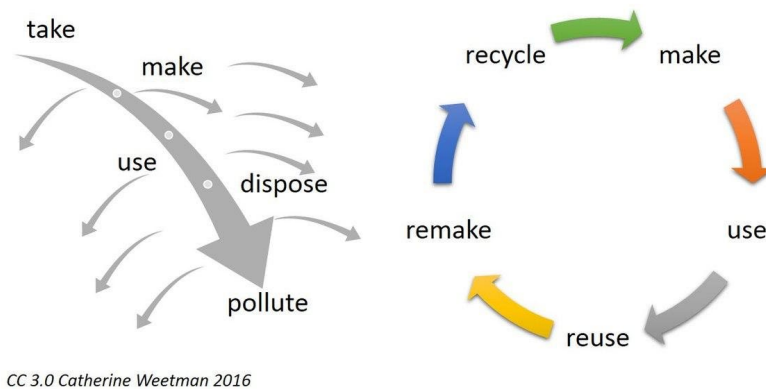 take
make
use
dispose
pollute
recycle
make
use
reuse
remake
CC 3.0 Catherine Weetman 2016